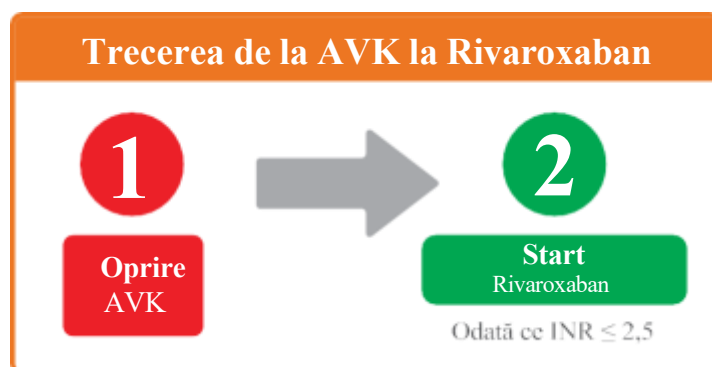 Trecerea de la AVK la Rivaroxaban
1
2
Oprire
AVK
Start
Rivaroxaban
Odată ce INR ≤ 2,5